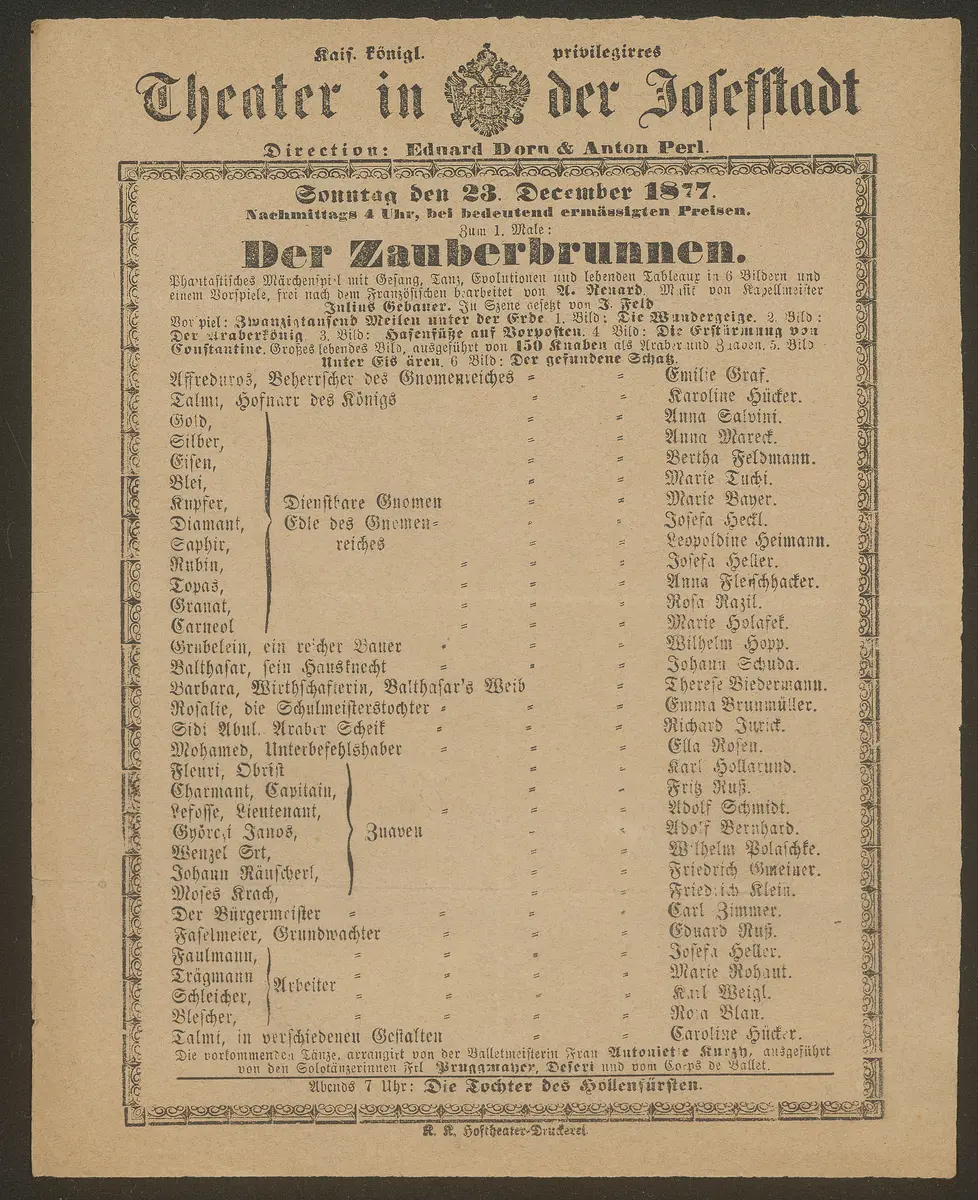 Kais. königl. privilegirtes
Theater in der Josefstadt
Direction: Eduard Dorn & Anton Perl.
Sonntag den 23. December 1877.
Nachmittags 4 Uhr, bei bedeutend ermässigten Preisen.
Zum 1. Male:
Der Zauberbrunnen.
Phantastisches Märchenspiel mit Gesang, Tanz, Evolutionen und lebenden Tableaux in 6 Bildern und
einem Vorspiele, frei nach dem Französischen bearbeitet von A. Renard. Musik von Kapellmeister
Julius Gebauer. In Szene gesetzt von J. Feld
Vorspiel: Zwanzigtausend Meilen unter der Erde 1. Bild: Die Wundergeige. 2. Bild:
Der Araberkönig. 3. Bild: Hasenfüße auf Vorposten. 4 Bild: Die Erstürmung von
Constantine. Großes lebendes Bild, ausgeführt von 150 Knaben als Araber und Zuaven. 5. Bild
Unter Eisbären. 6 Bild: Der gefundene Schatz.
Affreduros, Beherrscher des Gnomenreiches = = Emilie Graf.
Talmi, Hofnarr des Königs = = Karoline Hücker.
Gold, = = Anna Salvini.
Silber, = = Anna Mareck.
Eisen, = = Bertha Feldmann.
Blei, = = Marie Tuchi.
Kupfer, Dienstbare Gnomen = = Marie Bayer.
Diamant, Edle des Gnomen= = = Josefa Heckl.
Saphir, reiches = = Leopoldine Heimann.
Rubin, = = = Josefa Heller.
Topas, = = = Anna Fleischhacker.
Granat, = = = Rosa Razil.
Carneol = = = Marie Holasek.
Grubelein, ein reicher Bauer = = = Wilhelm Hopp.
Balthasar, sein Hausknecht = = = Johann Schuda.
Barbara, Wirthschafterin, Balthasar's Weib = Therese Biedermann.
Rosalie, die Schulmeisterstochter = = = Emma Brunmüller.
Sidi Abul, Araber Scheik = = = Richard
Mohamed, Unterbefehlshaber = = = Ella Rosen.
Fleuri, Obrist = = Karl
Charmant, Capitain, = = Fritz Ruß.
Lefosse, Lieutenant, = = = Adolf Schmidt.
Györgi Janos, Zuaven = = Adolf Bernhard.
Wenzel Srt, = = Wilhelm Polaschke.
Johann Räuscherl, = = Friedrich Gmeiner.
Moses Krach, = = Friedrich Klein.
Der Bürgermeister = = = = Carl Zimmer.
Faselmeier, Grundwachter = = = Eduard Ruß.
Faulmann, = = = = Josefa Heller.
Trägmann = = = = Marie Rohaut.
Schleicher, Arbeiter = = = = Karl Weigl.
Blescher, = = = = Rosa Blan.
Talmi, in verschiedenen Gestalten = = Caroline Hücker.
Die vorkommenden Tänze, arrangirt von der Balletmeisterin Frau Antoniette Kurzy, ausgeführt
von den Solotänzerinnen Frl Pruggmayer, Deferi und vom Corps de Ballet.
Abends 7 Uhr: Die Tochter des Höllenfürsten.
K. K. Hoftheater-Druckerei.